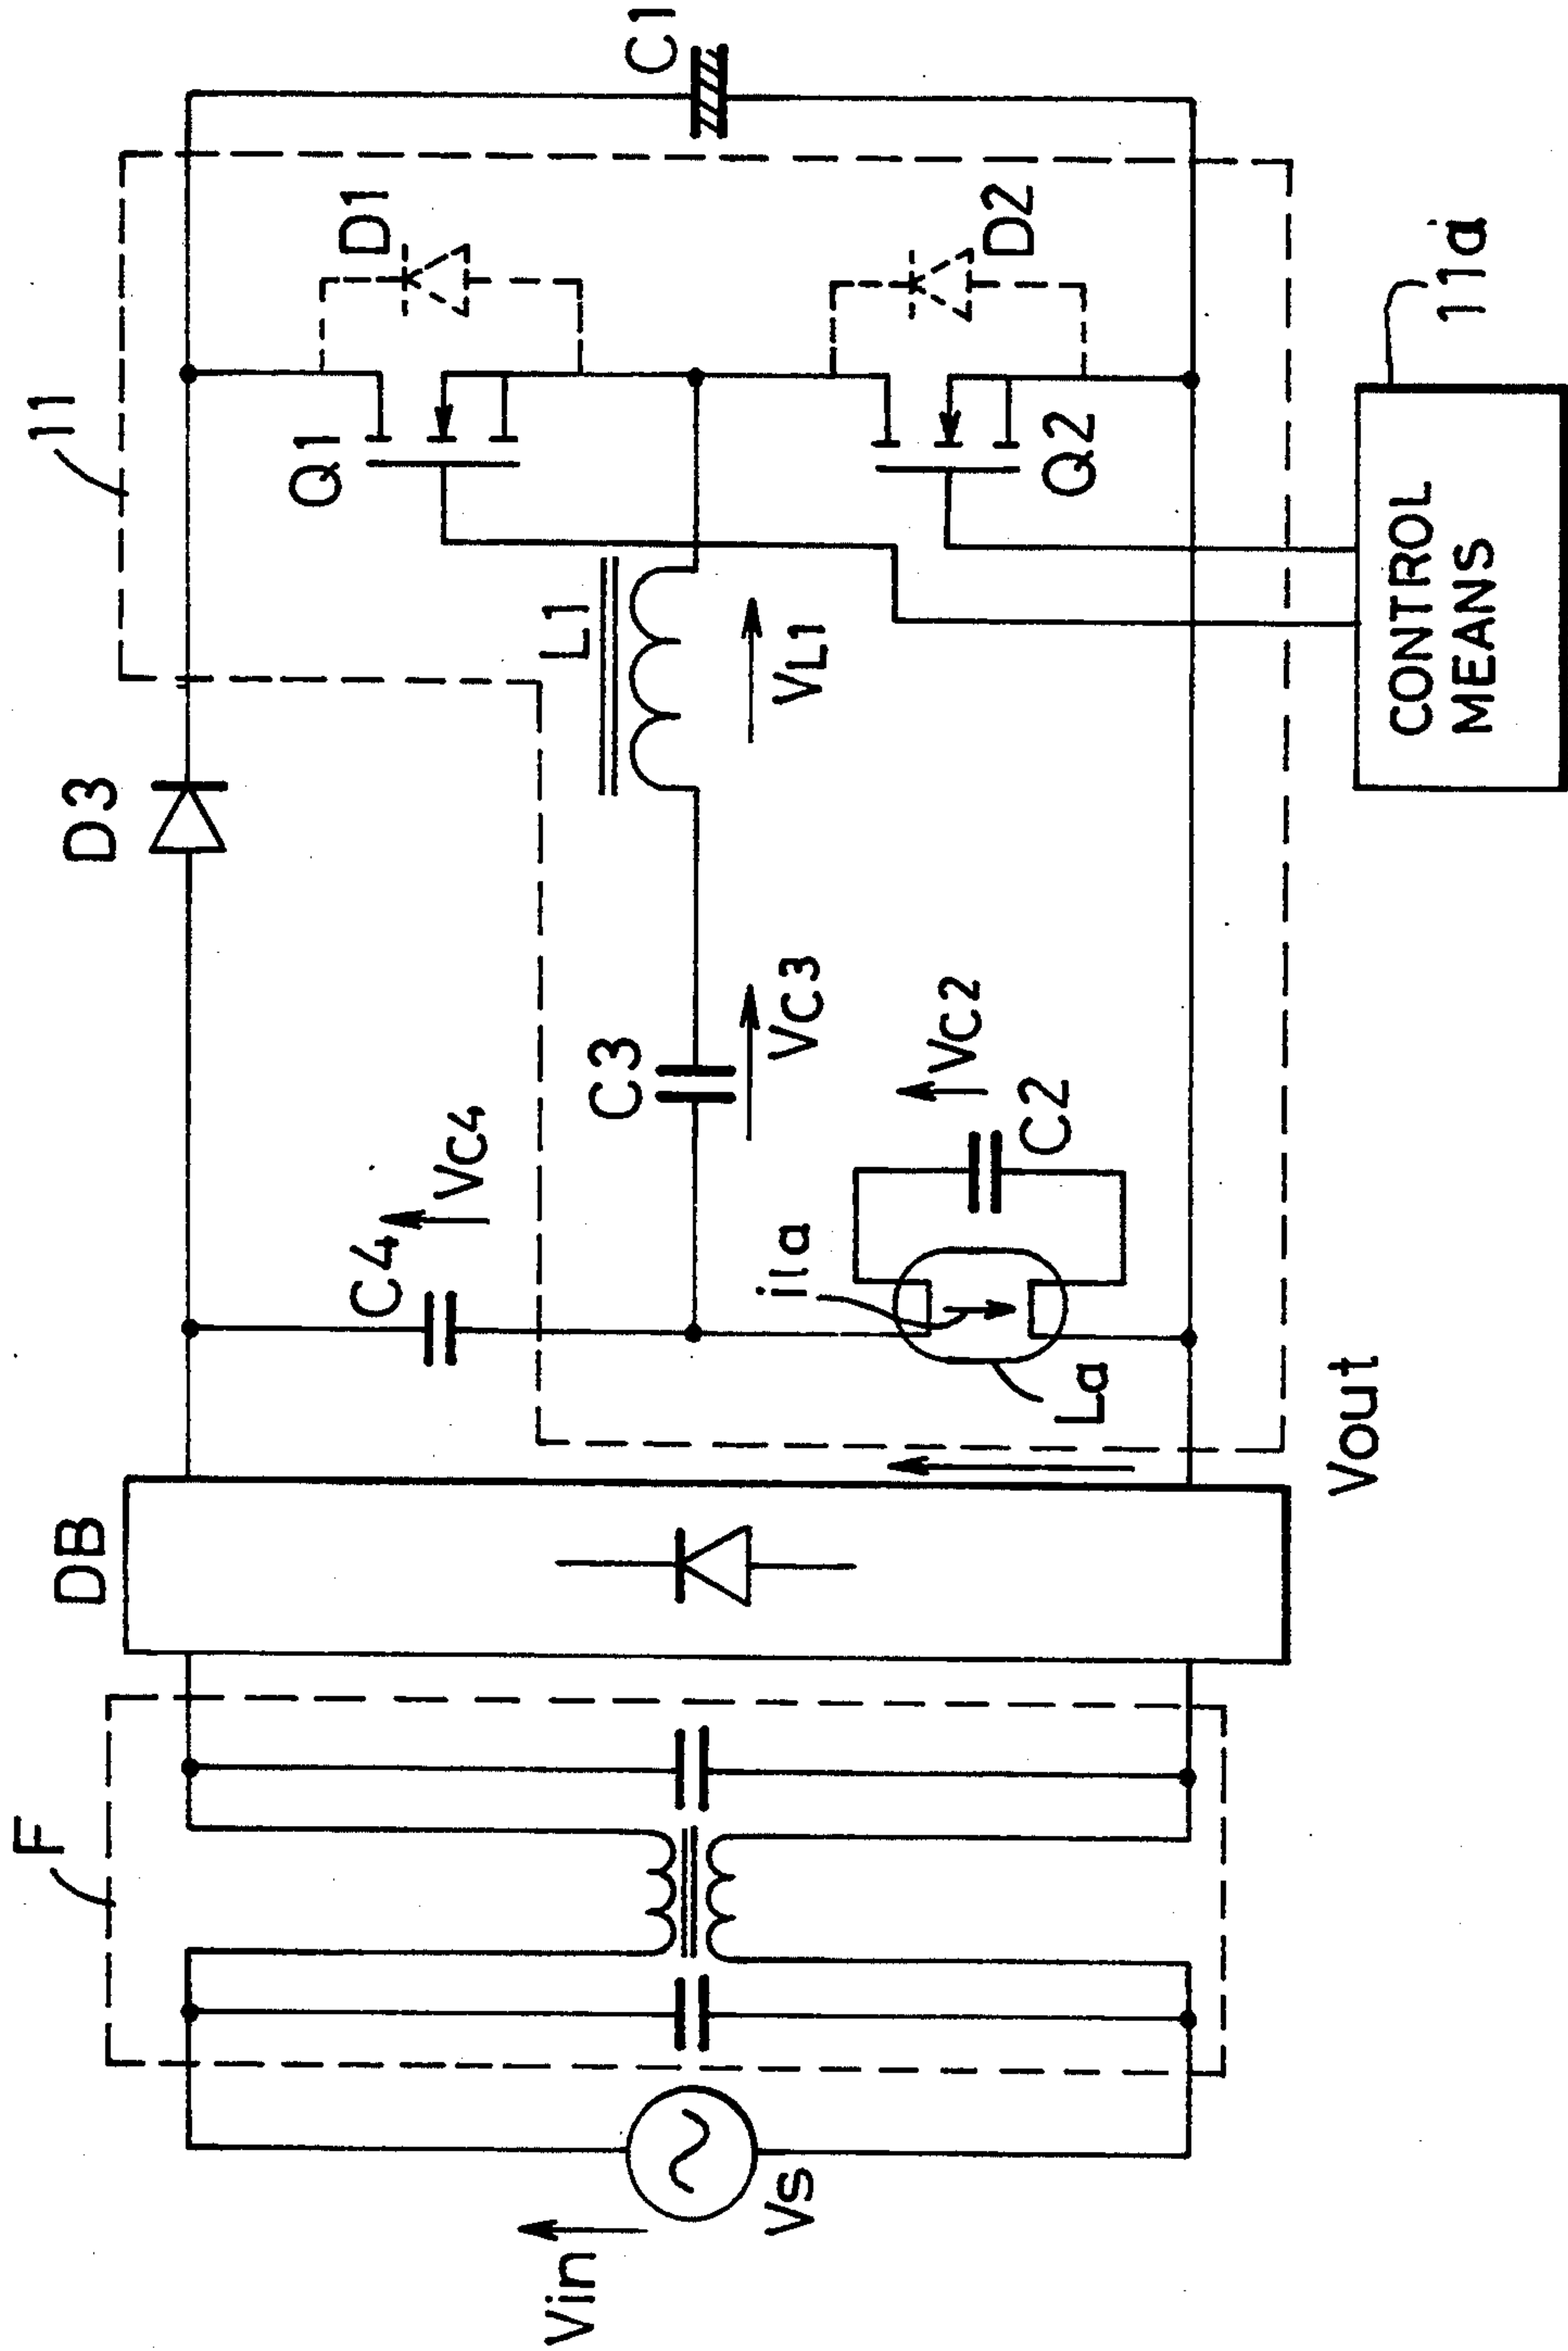 11
C1
D1
D2
Q1
Q2
11a
CONTROL
MEANS
L1
VL1
D3
C3
VC3
C4
VC4
VC2
C2
ila
La
Vout
DB
F
Vs
Vin